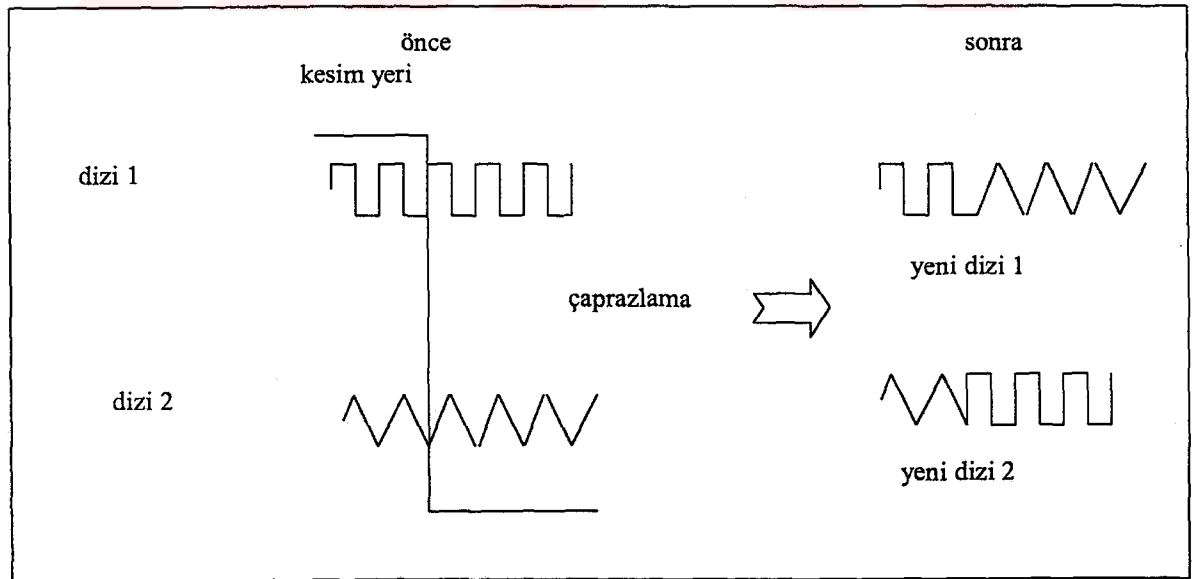 önce
sonra
kesim yeri
dizi 1
yeni dizi 1
çaprazlama
dizi 2
yeni dizi 2